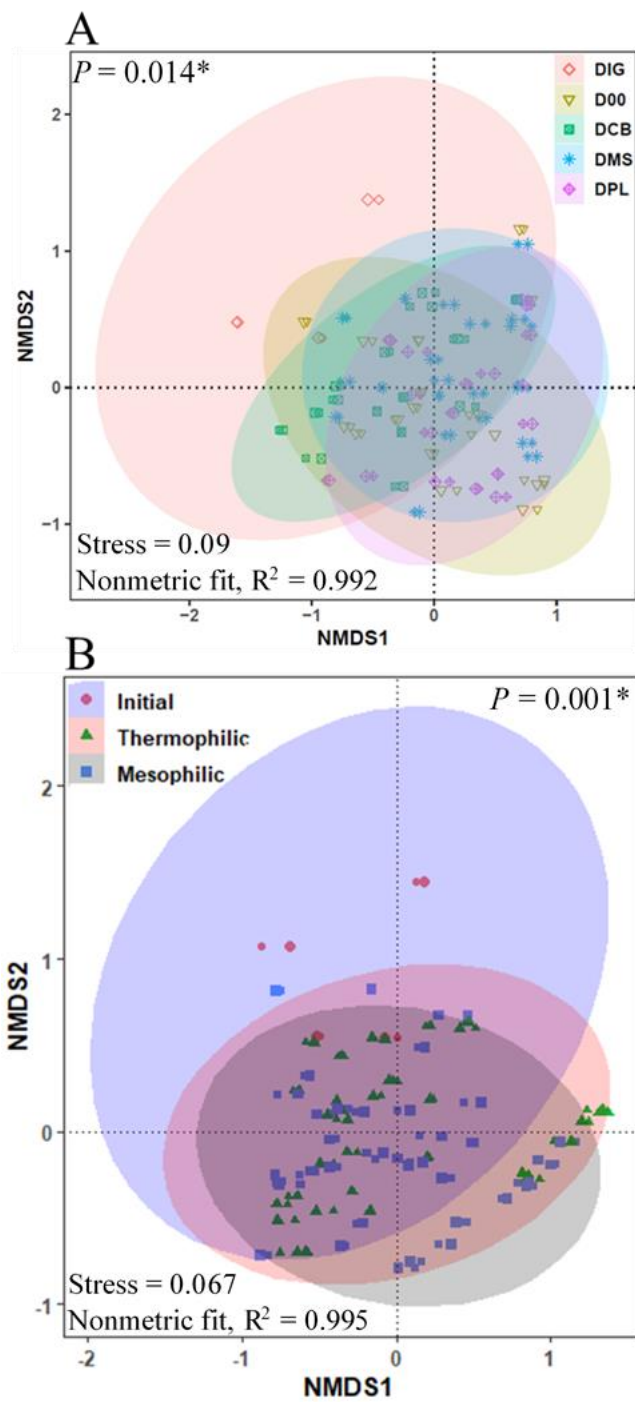 A
P = 0.014*
DIG
D00
DCB
DMS
DPL
2
1
0
−1
NMDS2
Stress = 0.09
Nonmetric fit, R² = 0.992
−2
−1
0
1
NMDS1
B
Initial
Thermophilic
Mesophilic
P = 0.001*
2
1
0
-1
NMDS2
Stress = 0.067
Nonmetric fit, R² = 0.995
-2
-1
0
1
NMDS1